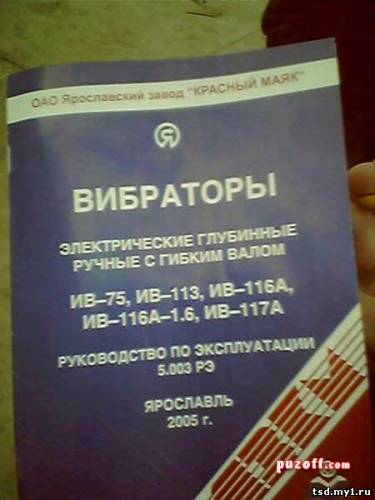 ОАО Ярославский завод "КРАСНЫЙ МАЯК"
Я
ВИБРАТОРЫ
ЭЛЕКТРИЧЕСКИЕ ГЛУБИННЫЕ
РУЧНЫЕ С ГИБКИМ ВАЛОМ
ИВ–75, ИВ–113, ИВ–116А,
ИВ–116А–1.6, ИВ–117А
РУКОВОДСТВО ПО ЭКСПЛУАТАЦИИ
5.003 РЭ
ЯРОСЛАВЛЬ
2005 г.
puzoff.com
tsd.my1.ru